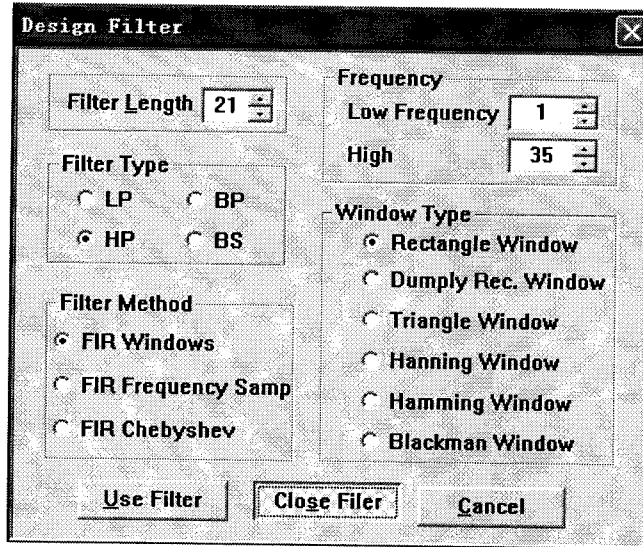 Design Filter
Filter Length 21
Frequency
Low Frequency 1
High 35
Filter Type
LP BP
HP BS
Window Type
Rectangle Window
Dumply Rec. Window
Triangle Window
Hanning Window
Hamming Window
Blackman Window
Filter Method
FIR Windows
FIR Frequency Samp
FIR Chebyshev
Use Filter Close Filer Cancel